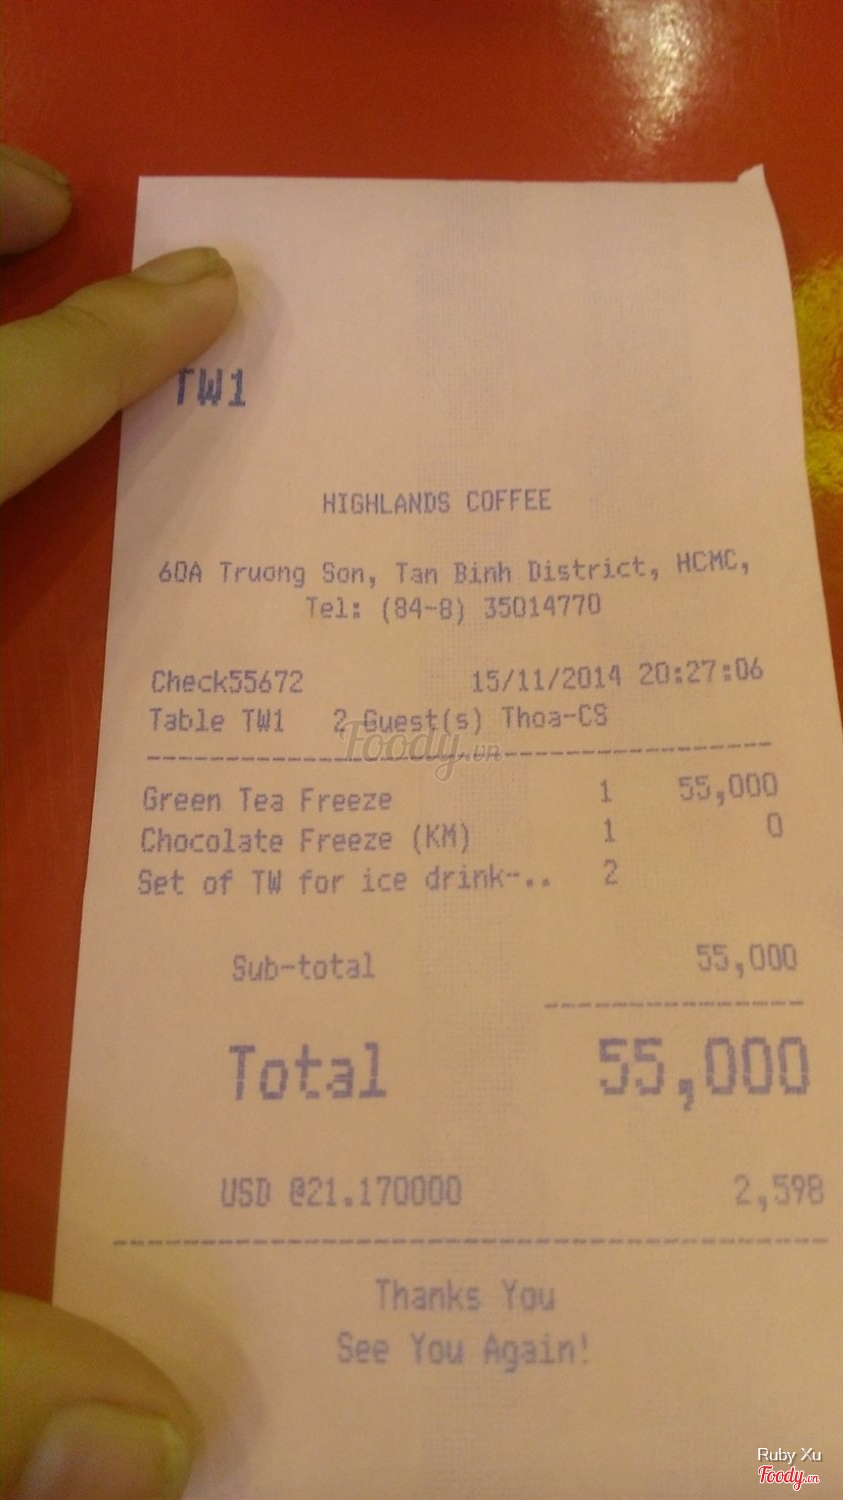 TW1
HIGHLANDS COFFEE
60A Truong Son, Tan Binh District, HCMC,
Tel: (84-8) 35014770
Check55672 15/11/2014 20:27:06
Table TW1 2 Guest(s) Thoa-CS
Foody.vn
Green Tea Freeze 1 55,000
Chocolate Freeze (KM) 1 0
Set of TW for ice drink-.. 2
Sub-total 55,000
Total 55,000
USD @21.170000 2,598
Thanks You
See You Again!
Ruby Xu
Foody.vn